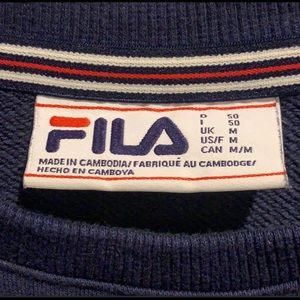 FILA
D 50
I 50
UK M
US/F M
CAN M/M
MADE IN CAMBODIA/ FABRIQUÉ AU CAMBODGE/
HECHO EN CAMBOYA